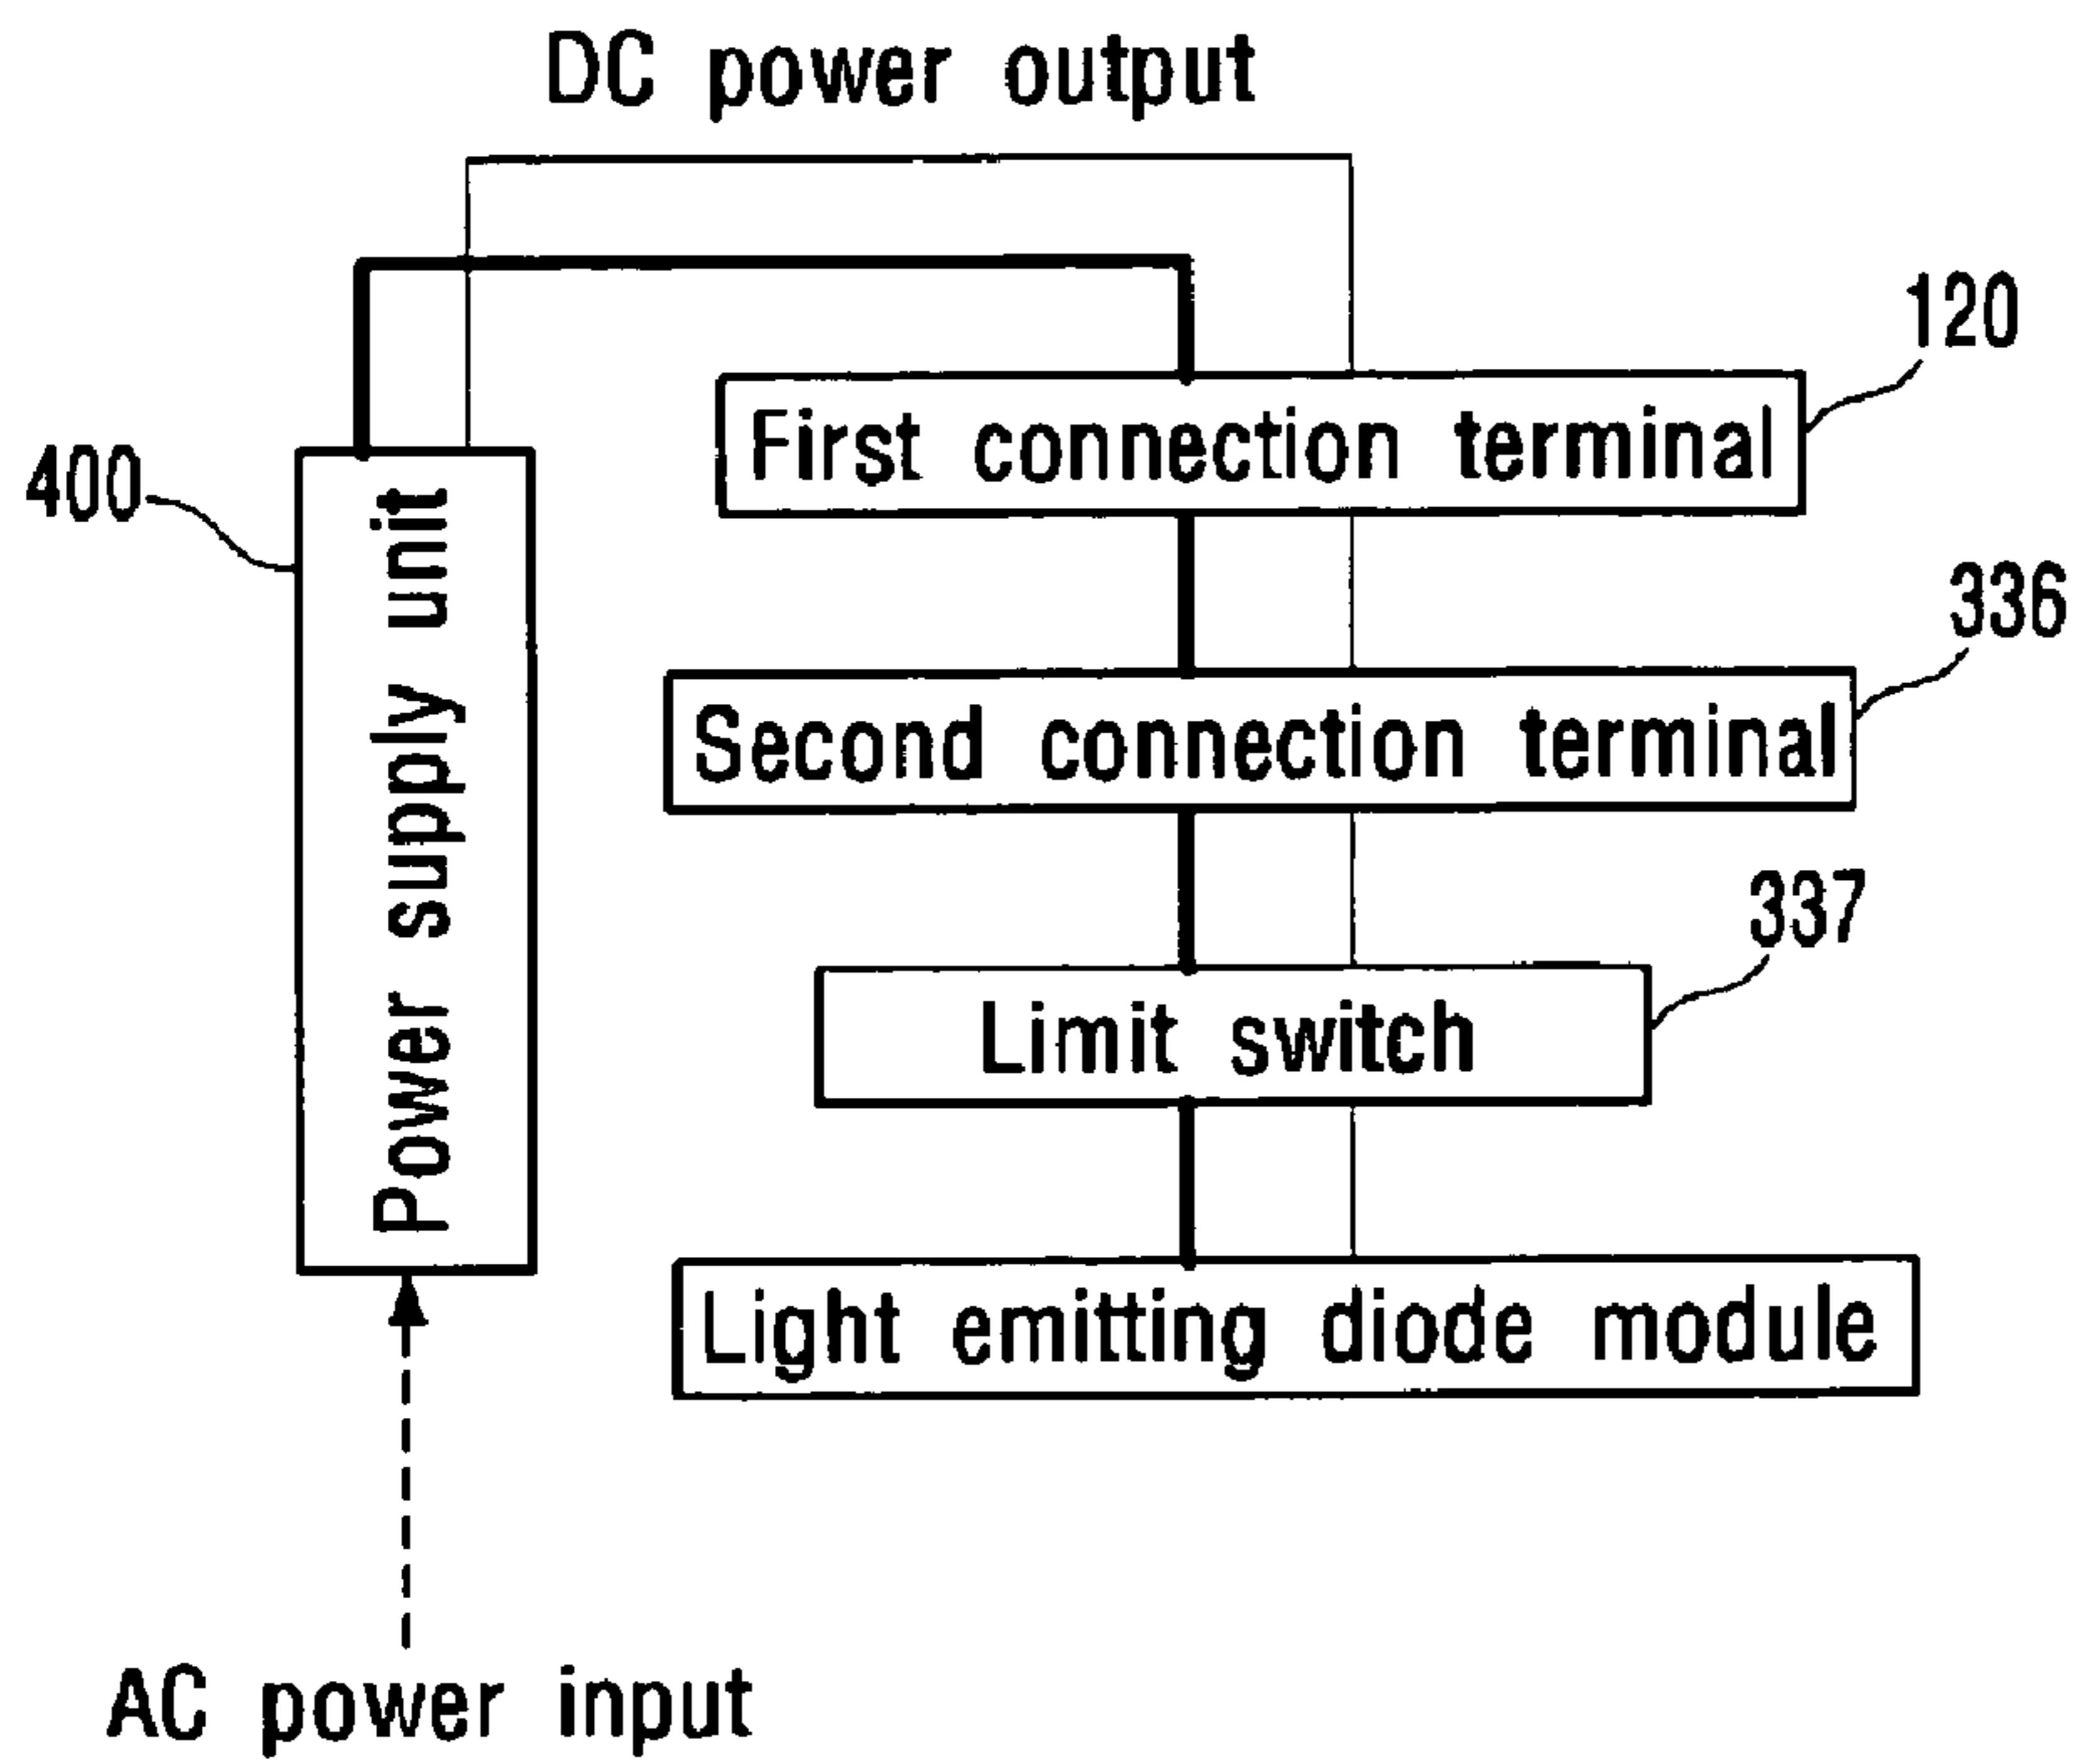 DC power output
120
First connection terminal
400
Power supply unit
336
Second connection terminal
337
Limit switch
Light emitting diode module
AC power input